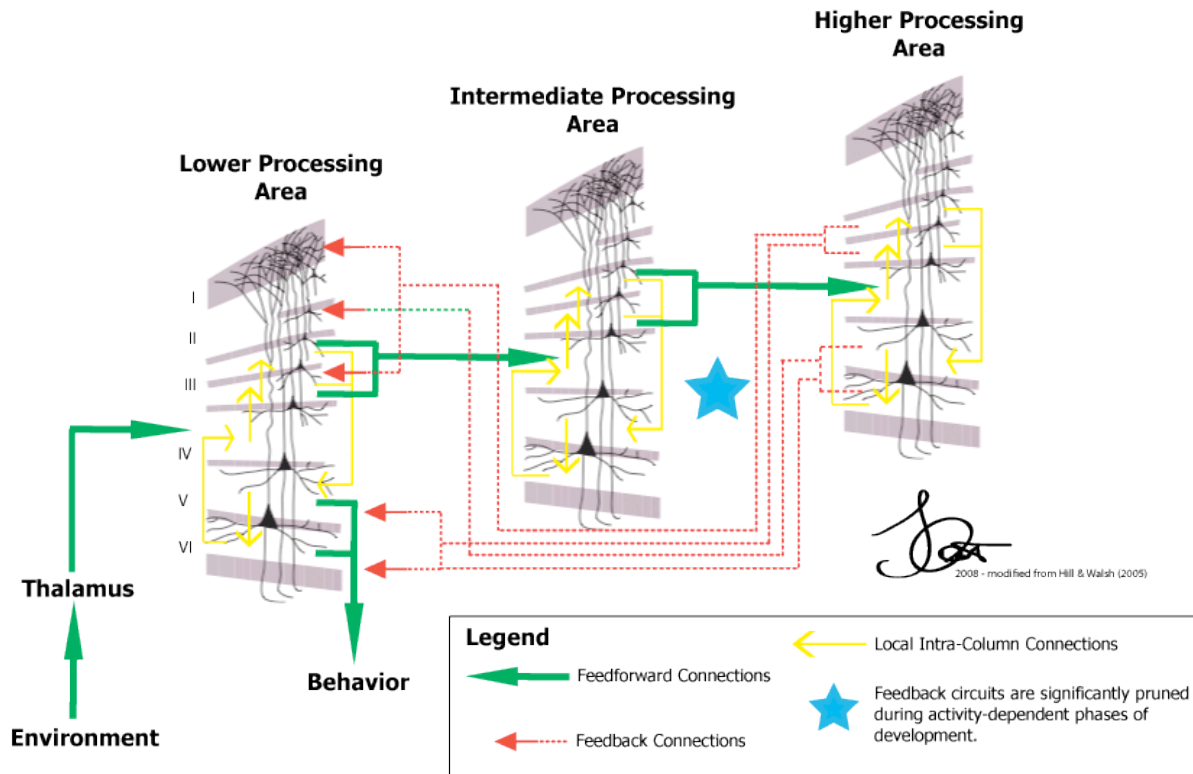 Higher Processing
Area
Intermediate Processing
Area
Lower Processing
Area
I
II
III
IV
V
VI
Thalamus
Environment
Behavior
2008 - modified from Hill & Walsh (2005)
Legend
Feedforward Connections
Feedback Connections
Local Intra-Column Connections
Feedback circuits are significantly pruned
during activity-dependent phases of
development.